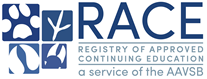 RACE
REGISTRY OF APPROVED
CONTINUING EDUCATION
a service of the AAVSB